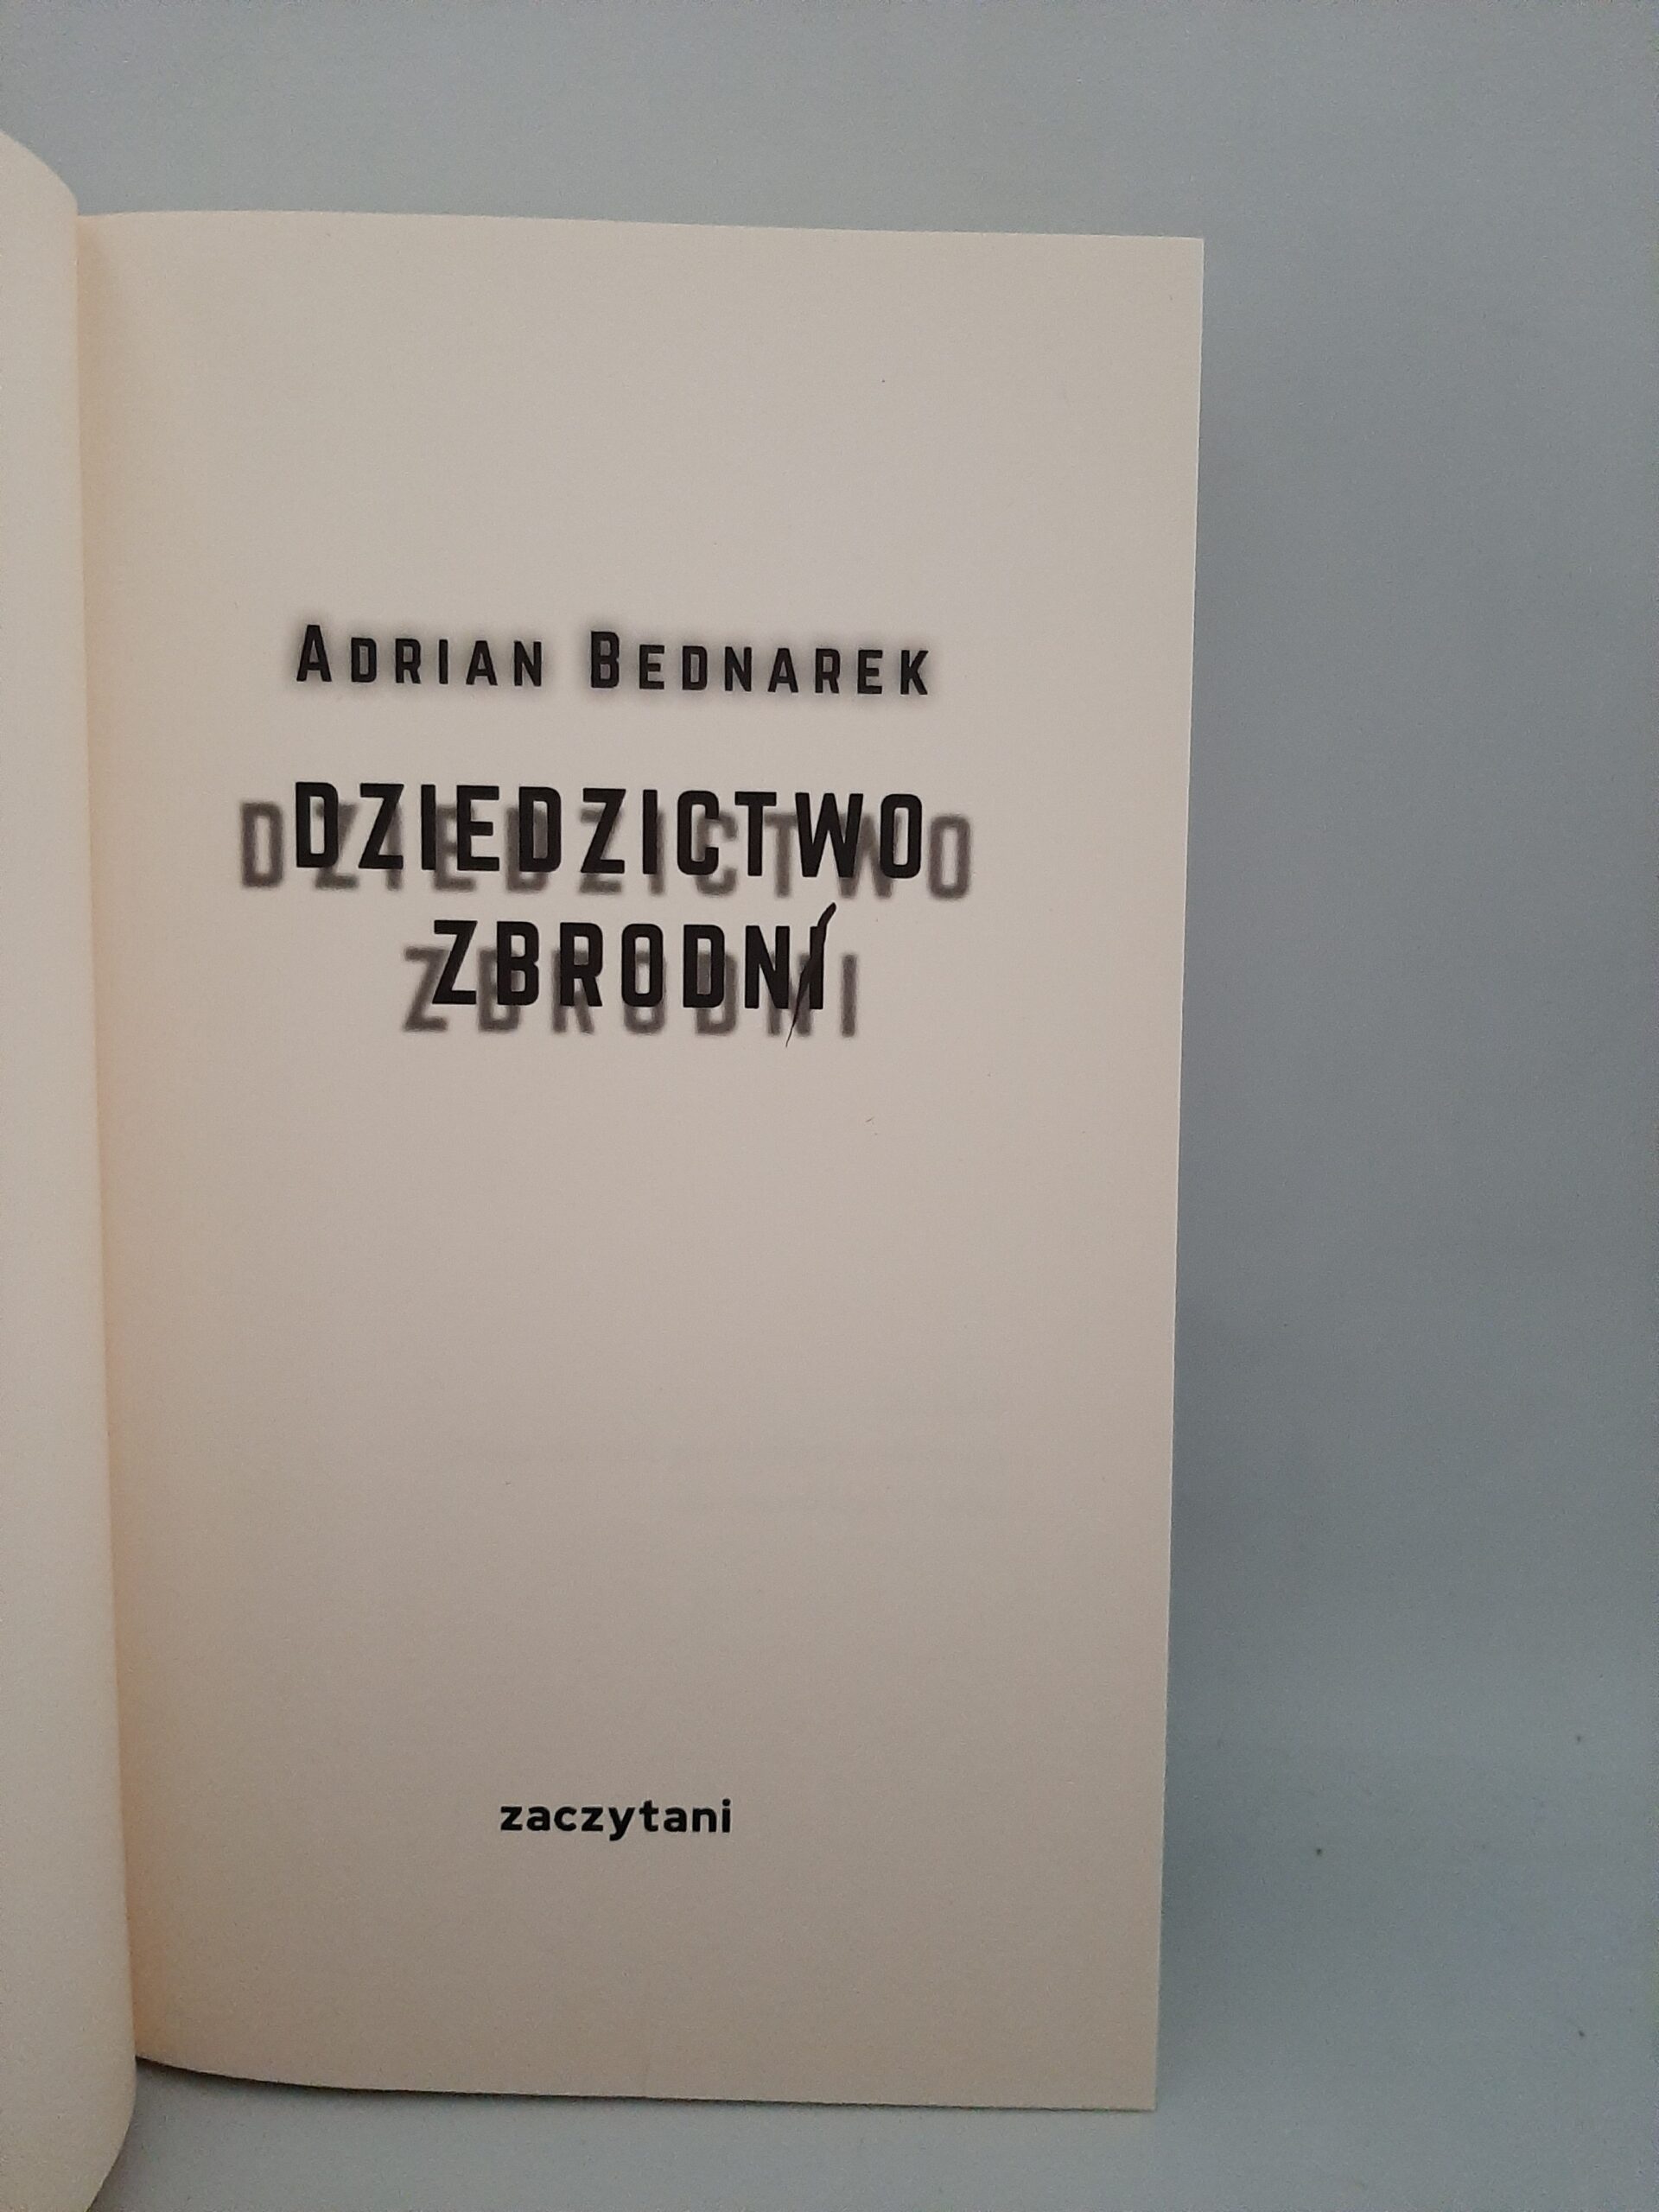 Adrian Bednarek
DZIEDZICTWO
ZBRODNI
zaczytani